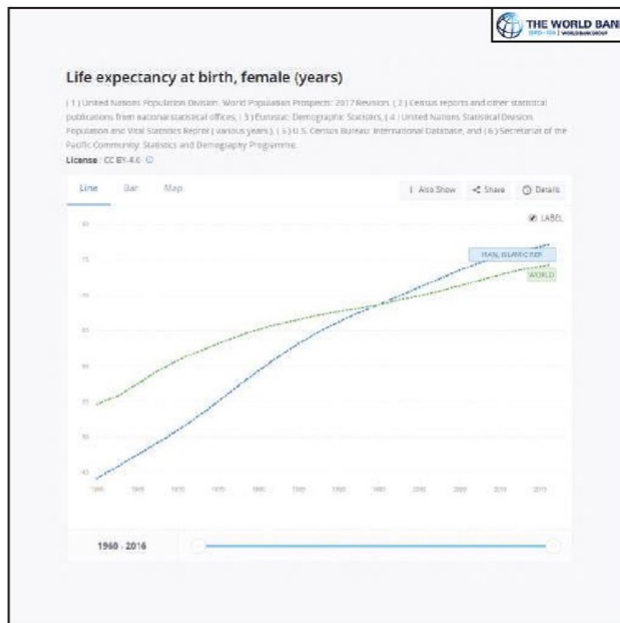 THE WORLD BANK
Life expectancy at birth, female (years)
( 1 ) United Nations Population Division. World Population Prospects: 2017 Revision. ( 2 ) Census reports and other statistical
publications from national statistical offices, ( 3 ) Eurostat: Demographic Statistics, ( 4 ) United Nations Statistical Division.
Population and Vital Statistics Reprot ( various years ), ( 5 ) U.S. Census Bureau: International Database, and ( 6 ) Secretariat of the
Pacific Community: Statistics and Demography Programme.
License : CC BY-4.0
Line Bar Map Also Show Share Details
LABEL
IRAN, ISLAMIC REP.
WORLD
1960 - 2016